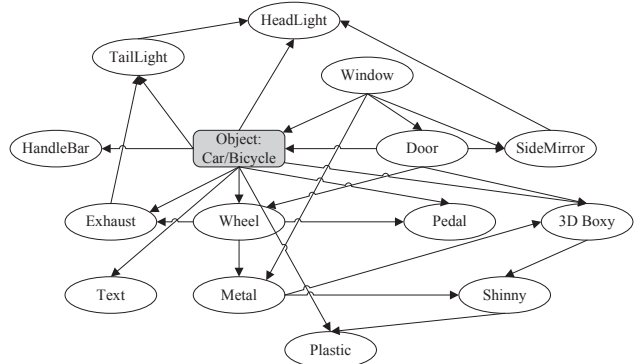 HeadLight
TailLight
Window
HandleBar
Object:
Car/Bicycle
Door
SideMirror
Exhaust
Wheel
Pedal
3D Boxy
Text
Metal
Shinny
Plastic